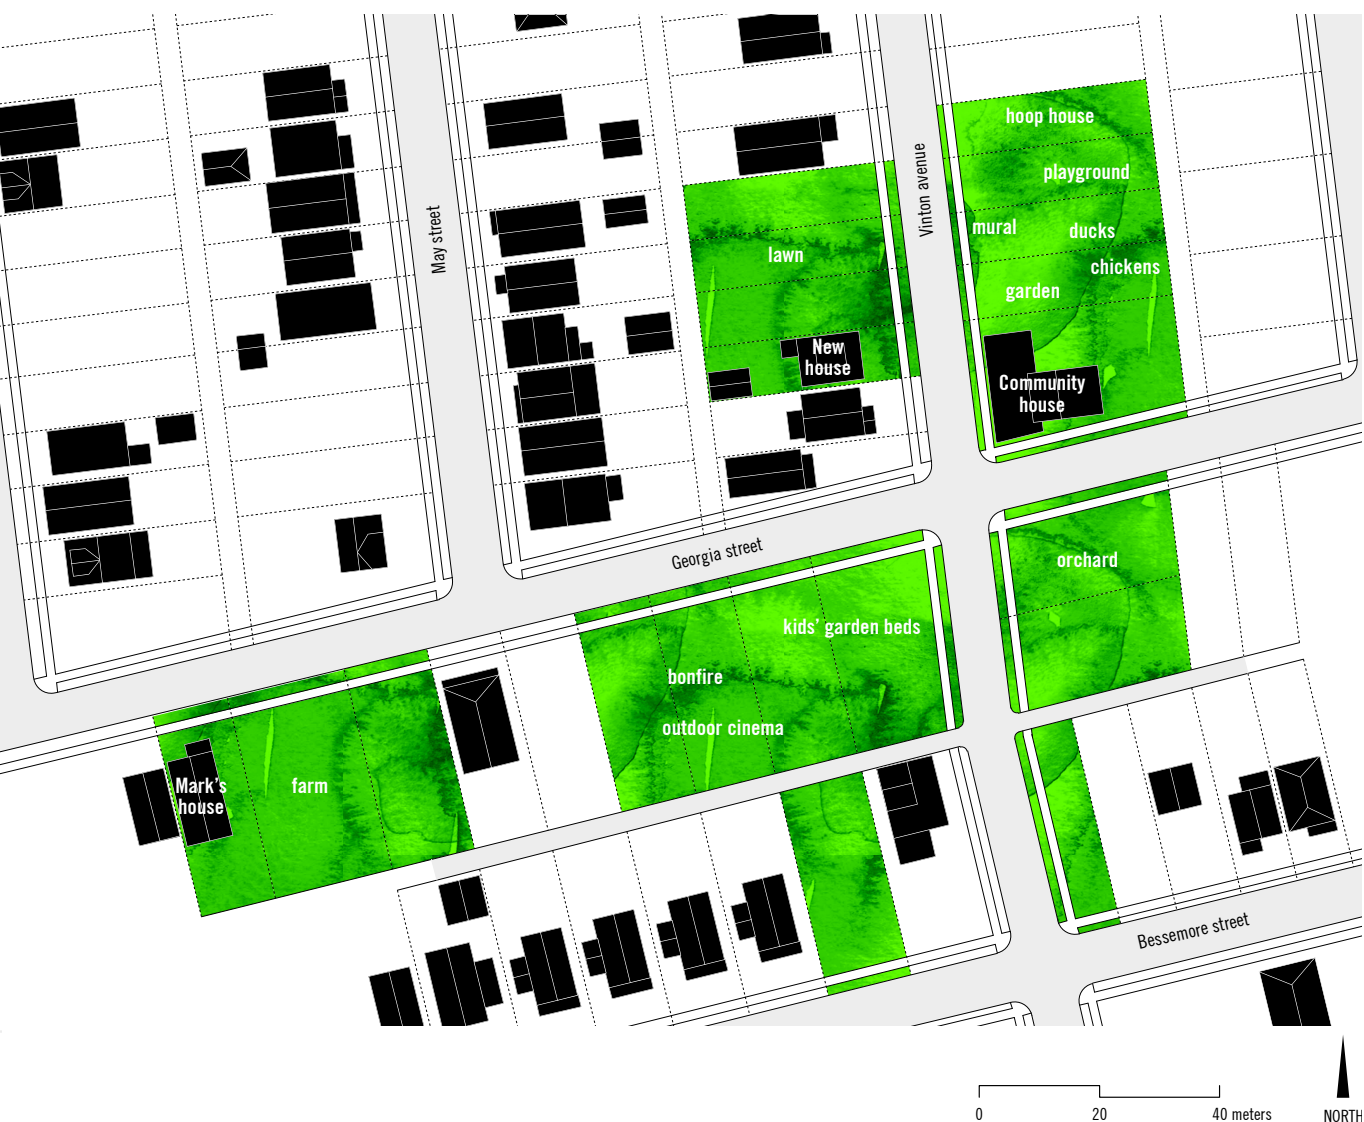 hoop house
playground
mural
ducks
chickens
garden
Community
house
Vinton avenue
May street
lawn
New
house
Georgia street
orchard
kids’ garden beds
bonfire
outdoor cinema
Mark’s
house
farm
Bessemore street
0 20 40 meters
NORTH